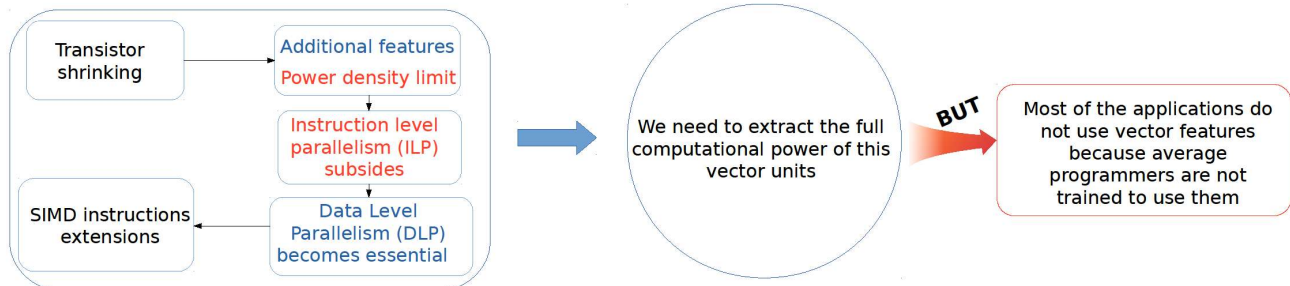 Transistor
shrinking
Additional features
Power density limit
Instruction level
parallelism (ILP)
subsides
Data Level
Parallelism (DLP)
becomes essential
SIMD instructions
extensions
We need to extract the full
computational power of this
vector units
BUT
Most of the applications do
not use vector features
because average
programmers are not
trained to use them